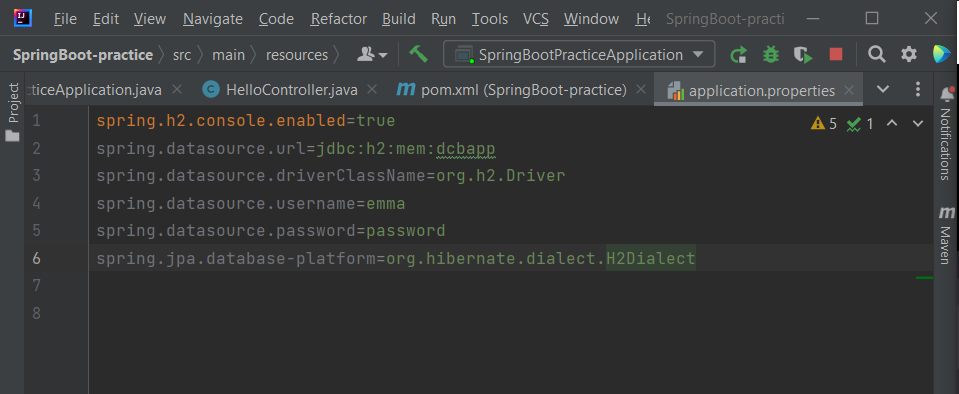 File Edit View Navigate Code Refactor Build Run Tools VCS Window SpringBoot-practi
SpringBoot-practice src main resources SpringBootPracticeApplication
Project
cticeApplication.java HelloController.java pom.xml (SpringBoot-practice) application.properties
1 spring.h2.console.enabled=true 5 1
2 spring.datasource.url=jdbc:h2:mem:dcbapp
3 spring.datasource.driverClassName=org.h2.Driver
4 spring.datasource.username=emma
5 spring.datasource.password=password
6 spring.jpa.database-platform=org.hibernate.dialect.H2Dialect
7
8
Notifications
Maven